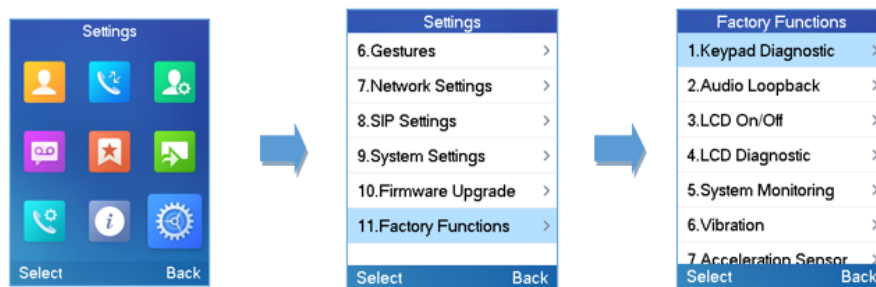 Settings
Select Back
Settings
6.Gestures
7.Network Settings
8.SIP Settings
9.System Settings
10.Firmware Upgrade
11.Factory Functions
Select Back
Factory Functions
1.Keypad Diagnostic
2.Audio Loopback
3.LCD On/Off
4.LCD Diagnostic
5.System Monitoring
6.Vibration
7.Acceleration Sensor
Select Back